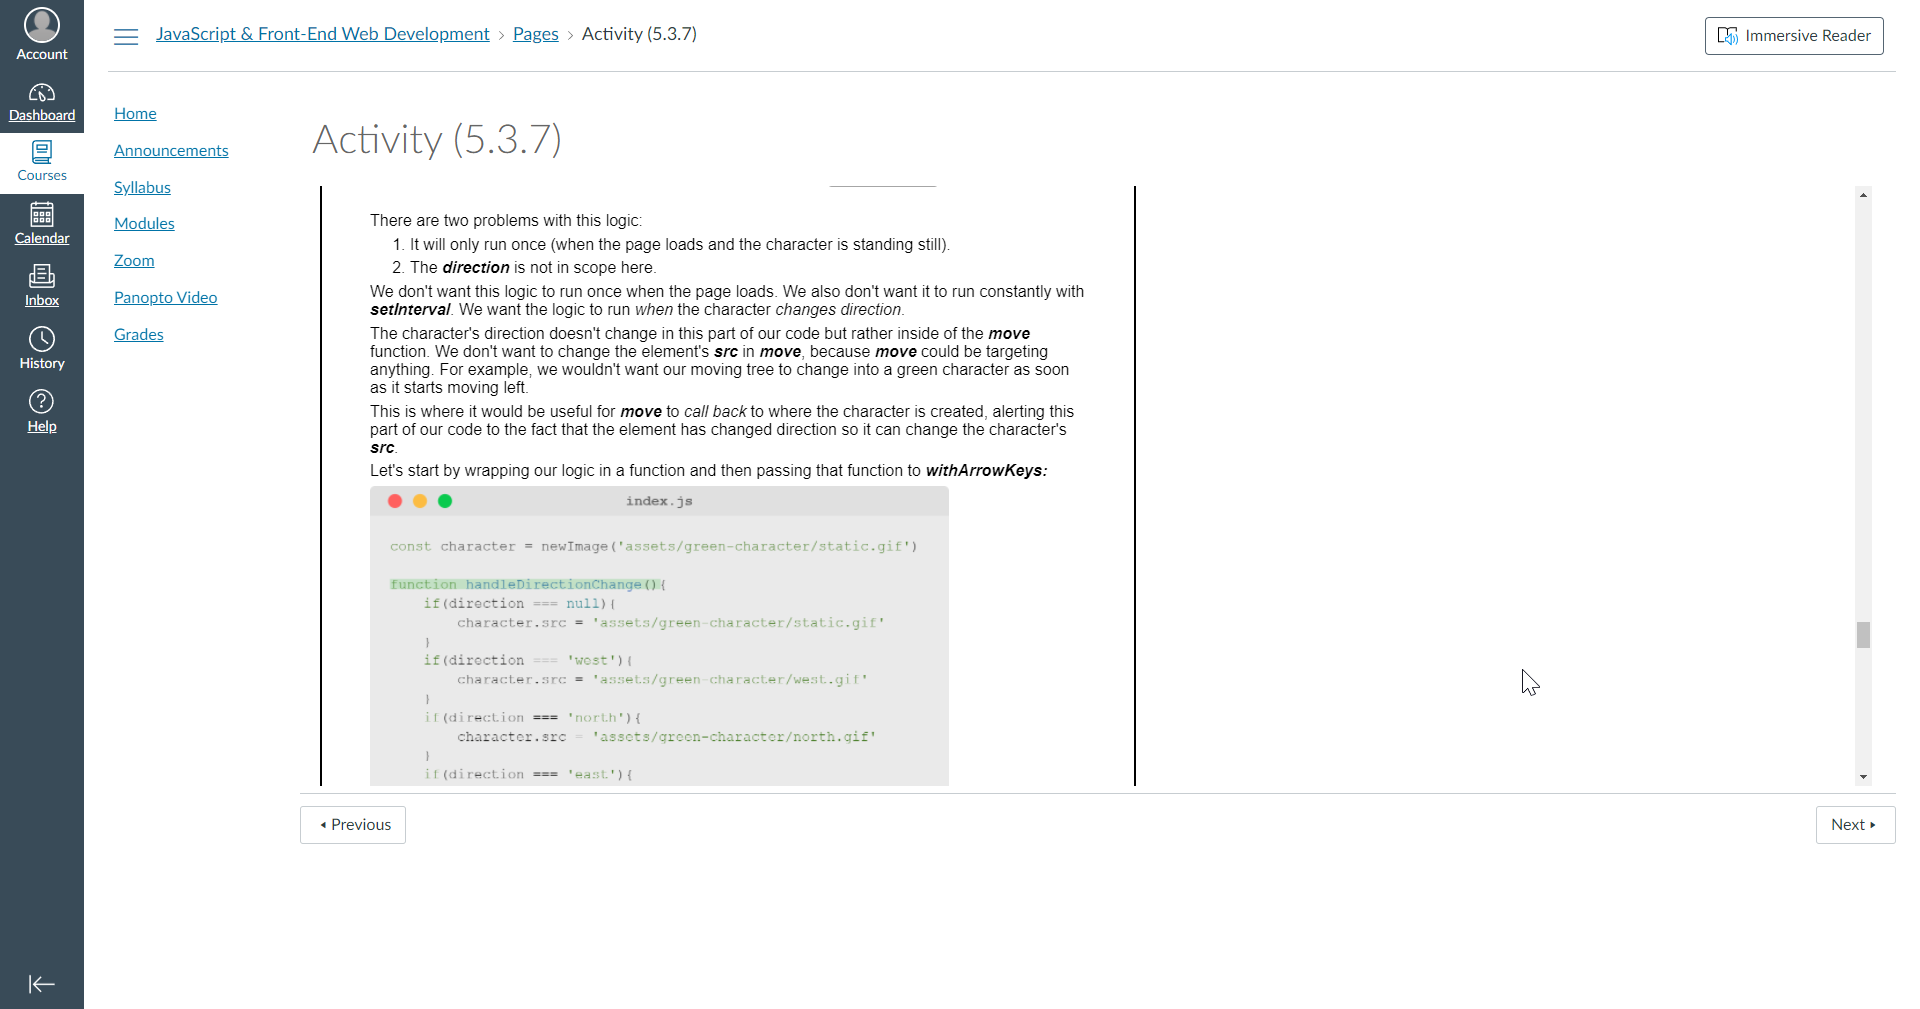 Account
Dashboard
Courses
Calendar
Inbox
History
Help
JavaScript & Front-End Web Development › Pages › Activity (5.3.7)
Immersive Reader
Home
Announcements
Syllabus
Modules
Zoom
Panopto Video
Grades
Activity (5.3.7)
There are two problems with this logic:
1. It will only run once (when the page loads and the character is standing still).
2. The direction is not in scope here.
We don't want this logic to run once when the page loads. We also don't want it to run constantly with
setInterval. We want the logic to run when the character changes direction.
The character's direction doesn't change in this part of our code but rather inside of the move
function. We don't want to change the element's src in move, because move could be targeting
anything. For example, we wouldn't want our moving tree to change into a green character as soon
as it starts moving left.
This is where it would be useful for move to call back to where the character is created, alerting this
part of our code to the fact that the element has changed direction so it can change the character's
src.
Let's start by wrapping our logic in a function and then passing that function to withArrowKeys:
index.js
const character = newImage('assets/green-character/static.gif')
function handleDirectionChange(){
if(direction === null){
character.src = 'assets/green-character/static.gif'
}
if(direction === 'west'){
character.src = 'assets/green-character/west.gif'
}
if(direction === 'north'){
character.src = 'assets/green-character/north.gif'
}
if(direction === 'east'){
Previous
Next